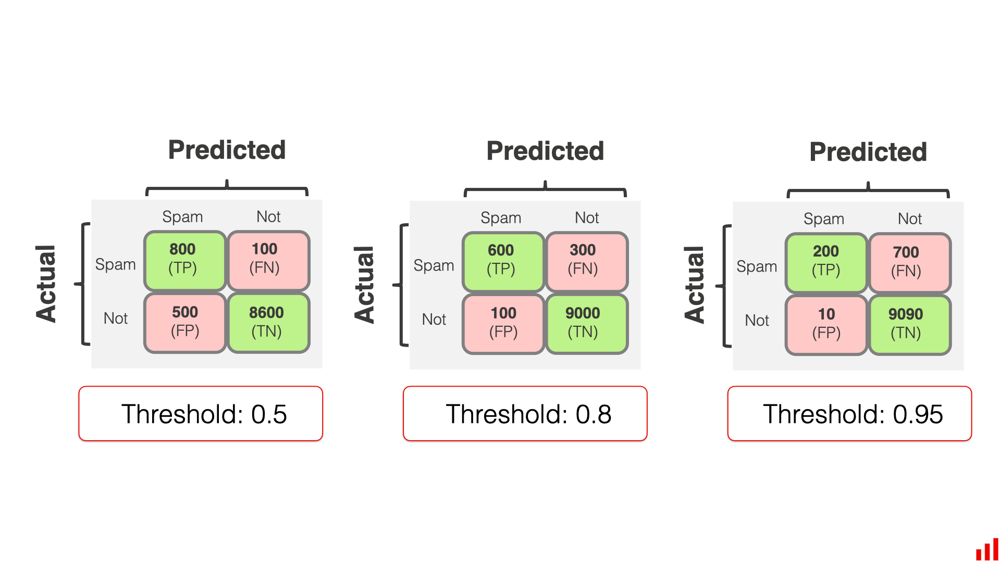 Predicted
Spam Not
Actual
Spam
800
(TP)
100
(FN)
Not
500
(FP)
8600
(TN)
Threshold: 0.5
Predicted
Spam Not
Actual
Spam
600
(TP)
300
(FN)
Not
100
(FP)
9000
(TN)
Threshold: 0.8
Predicted
Spam Not
Actual
Spam
200
(TP)
700
(FN)
Not
10
(FP)
9090
(TN)
Threshold: 0.95